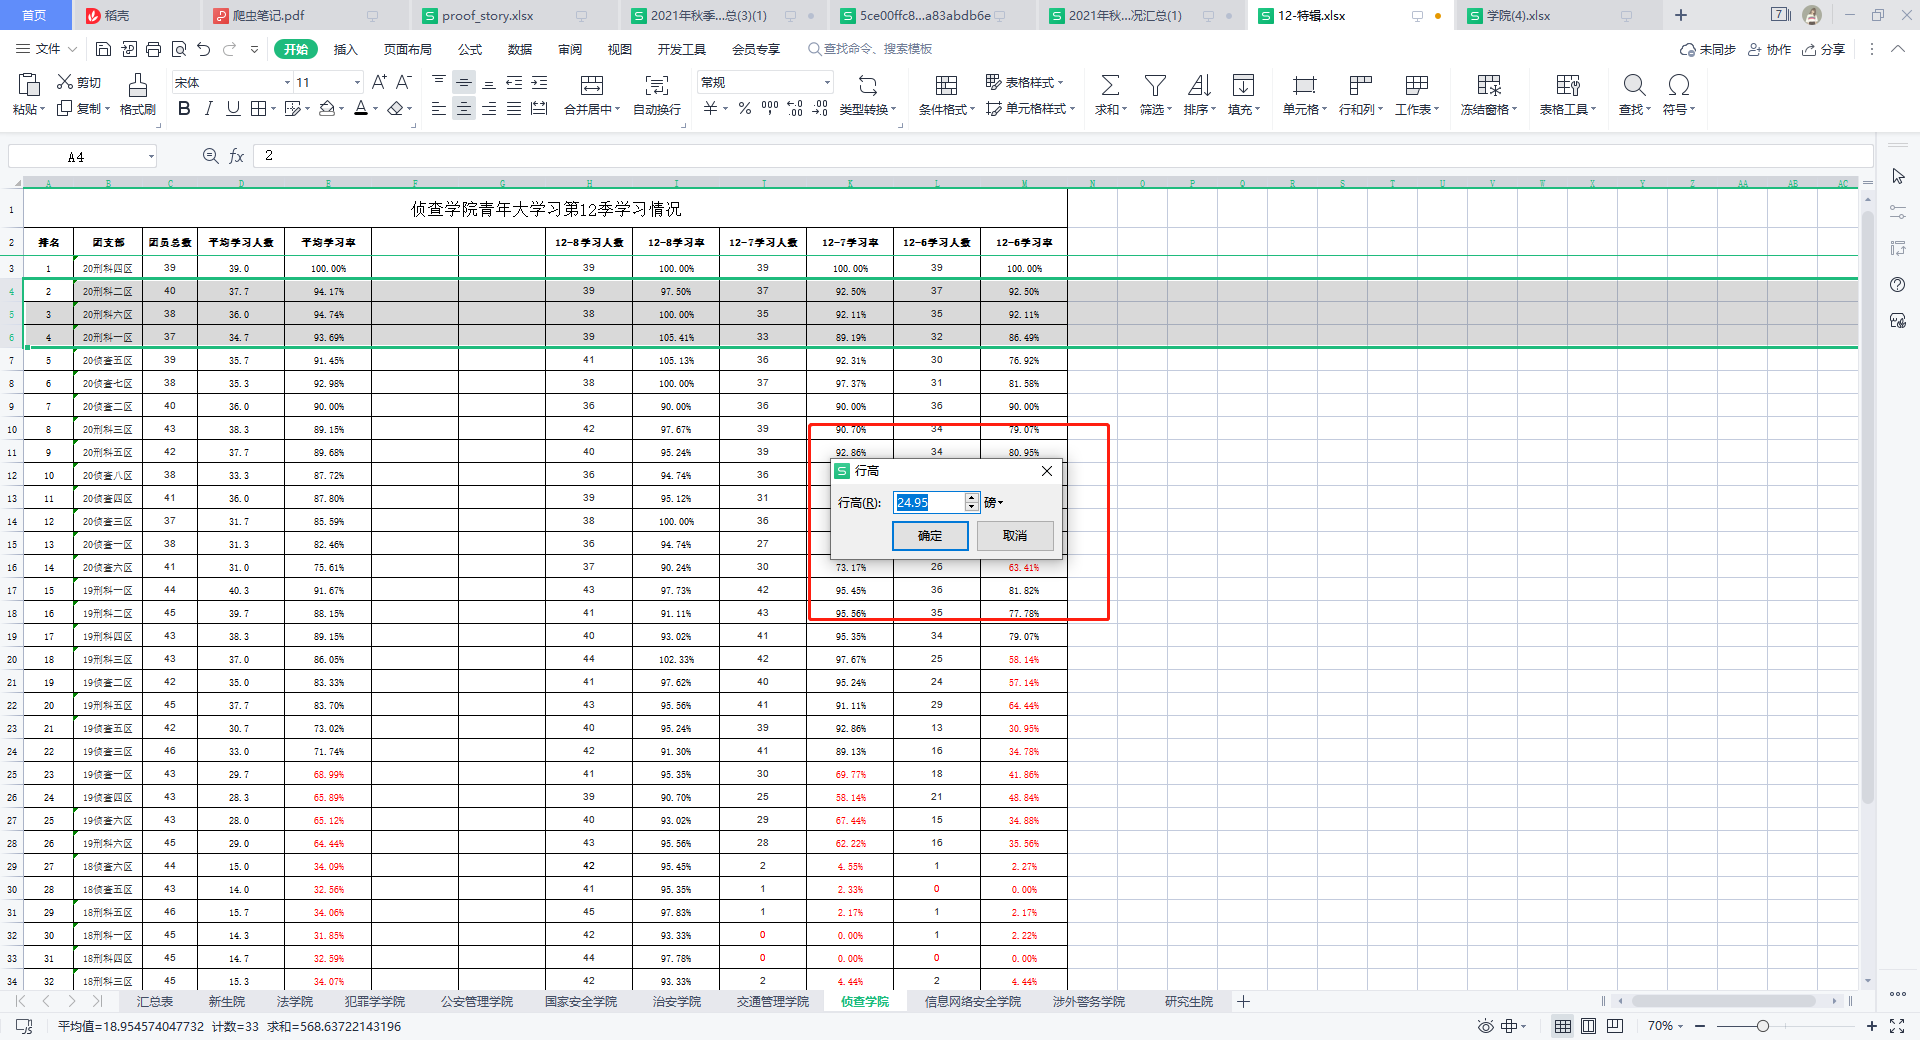 首页 稻壳 爬虫笔记.pdf proof_story.xlsx 2021年秋季...总(3)(1) 5ce00ffc8...a83abdb6e 2021年秋...况汇总(1) 12-特辑.xlsx 学院(4).xlsx
文件 开始 插入 页面布局 公式 数据 审阅 视图 开发工具 会员专享 查找命令、搜索模板 未同步 协作 分享
粘贴 剪切 复制 格式刷 宋体 11 合并居中 自动换行 常规 类型转换 条件格式 表格样式 单元格样式 求和 筛选 排序 填充 单元格 行和列 工作表 冻结窗格 表格工具 查找 符号
A4 fx 2
A B C D E F G H I J K L M N O P Q R S T U V W X Y Z AA AB AC
1 侦查学院青年大学习第12季学习情况
2 排名 团支部 团员总数 平均学习人数 平均学习率 12-8学习人数 12-8学习率 12-7学习人数 12-7学习率 12-6学习人数 12-6学习率
3 1 20刑科四区 39 39.0 100.00% 39 100.00% 39 100.00% 39 100.00%
4 2 20刑科二区 40 37.7 94.17% 39 97.50% 37 92.50% 37 92.50%
5 3 20刑科六区 38 36.0 94.74% 38 100.00% 35 92.11% 35 92.11%
6 4 20刑科一区 37 34.7 93.69% 39 105.41% 33 89.19% 32 86.49%
7 5 20侦查五区 39 35.7 91.45% 41 105.13% 36 92.31% 30 76.92%
8 6 20侦查七区 38 35.3 92.98% 38 100.00% 37 97.37% 31 81.58%
9 7 20侦查二区 40 36.0 90.00% 36 90.00% 36 90.00% 36 90.00%
10 8 20刑科三区 43 38.3 89.15% 42 97.67% 39 90.70% 34 79.07%
11 9 20刑科五区 42 37.7 89.68% 40 95.24% 39 92.86% 34 80.95%
12 10 20侦查八区 38 33.3 87.72% 36 94.74% 36
13 11 20侦查四区 41 36.0 87.80% 39 95.12% 31
14 12 20侦查三区 37 31.7 85.59% 38 100.00% 36
15 13 20侦查一区 38 31.3 82.46% 36 94.74% 27
行高
行高(R): 24.95 磅
确定 取消
16 14 20侦查六区 41 31.0 75.61% 37 90.24% 30 73.17% 26 63.41%
17 15 19刑科一区 44 40.3 91.67% 43 97.73% 42 95.45% 36 81.82%
18 16 19刑科二区 45 39.7 88.15% 41 91.11% 43 95.56% 35 77.78%
19 17 19刑科四区 43 38.3 89.15% 40 93.02% 41 95.35% 34 79.07%
20 18 19刑科三区 43 37.0 86.05% 44 102.33% 42 97.67% 25 58.14%
21 19 19侦查二区 42 35.0 83.33% 41 97.62% 40 95.24% 24 57.14%
22 20 19刑科五区 45 37.7 83.70% 43 95.56% 41 91.11% 29 64.44%
23 21 19侦查五区 42 30.7 73.02% 40 95.24% 39 92.86% 13 30.95%
24 22 19侦查三区 46 33.0 71.74% 42 91.30% 41 89.13% 16 34.78%
25 23 19侦查一区 43 29.7 68.99% 41 95.35% 30 69.77% 18 41.86%
26 24 19侦查四区 43 28.3 65.89% 39 90.70% 25 58.14% 21 48.84%
27 25 19侦查六区 43 28.0 65.12% 40 93.02% 29 67.44% 15 34.88%
28 26 19刑科六区 45 29.0 64.44% 43 95.56% 28 62.22% 16 35.56%
29 27 18侦查六区 44 15.0 34.09% 42 95.45% 2 4.55% 1 2.27%
30 28 18侦查五区 43 14.0 32.56% 41 95.35% 1 2.33% 0 0.00%
31 29 18刑科五区 46 15.7 34.06% 45 97.83% 1 2.17% 1 2.17%
32 30 18刑科一区 45 14.3 31.85% 42 93.33% 0 0.00% 1 2.22%
33 31 18刑科四区 45 14.7 32.59% 44 97.78% 0 0.00% 0 0.00%
34 32 18刑科三区 45 15.3 34.07% 42 93.33% 2 4.44% 2 4.44%
汇总表 新生院 法学院 犯罪学学院 公安管理学院 国家安全学院 治安学院 交通管理学院 侦查学院 信息网络安全学院 涉外警务学院 研究生院
平均值=18.954574047732 计数=33 求和=568.63722143196 70%